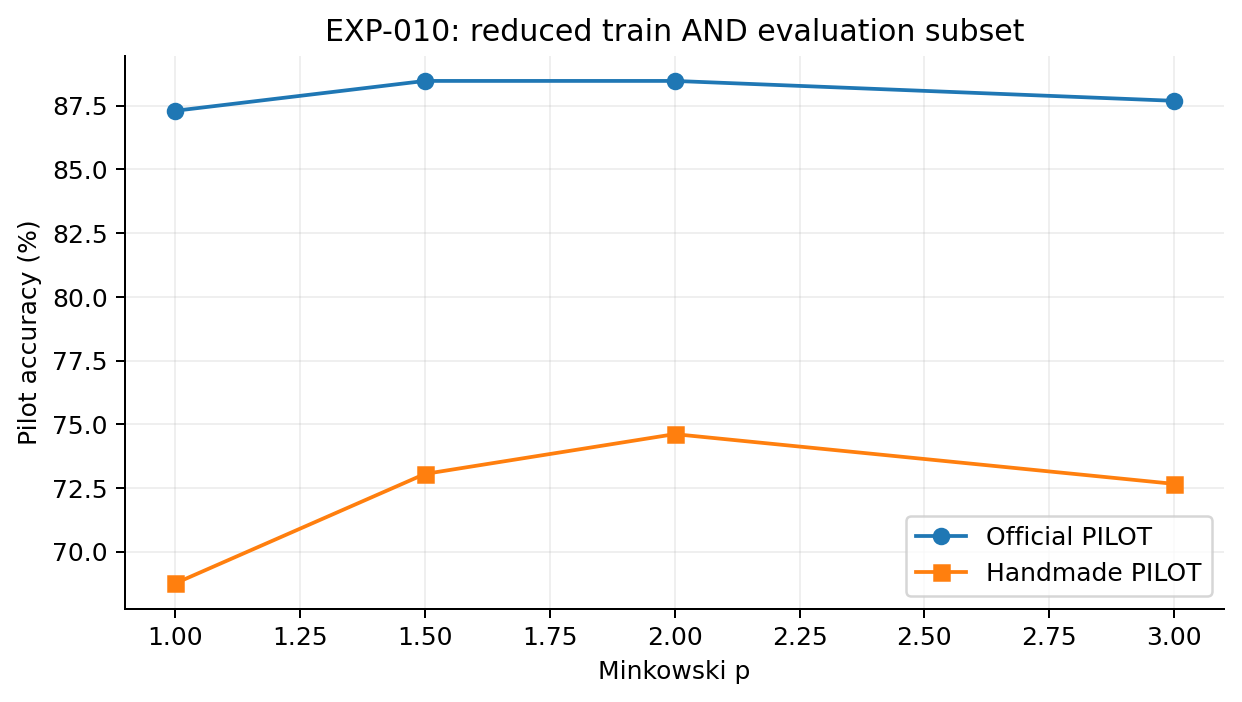 EXP-010: reduced train AND evaluation subset
Pilot accuracy (%)
87.5
85.0
82.5
80.0
77.5
75.0
72.5
70.0
Official PILOT
Handmade PILOT
1.00 1.25 1.50 1.75 2.00 2.25 2.50 2.75 3.00
Minkowski p